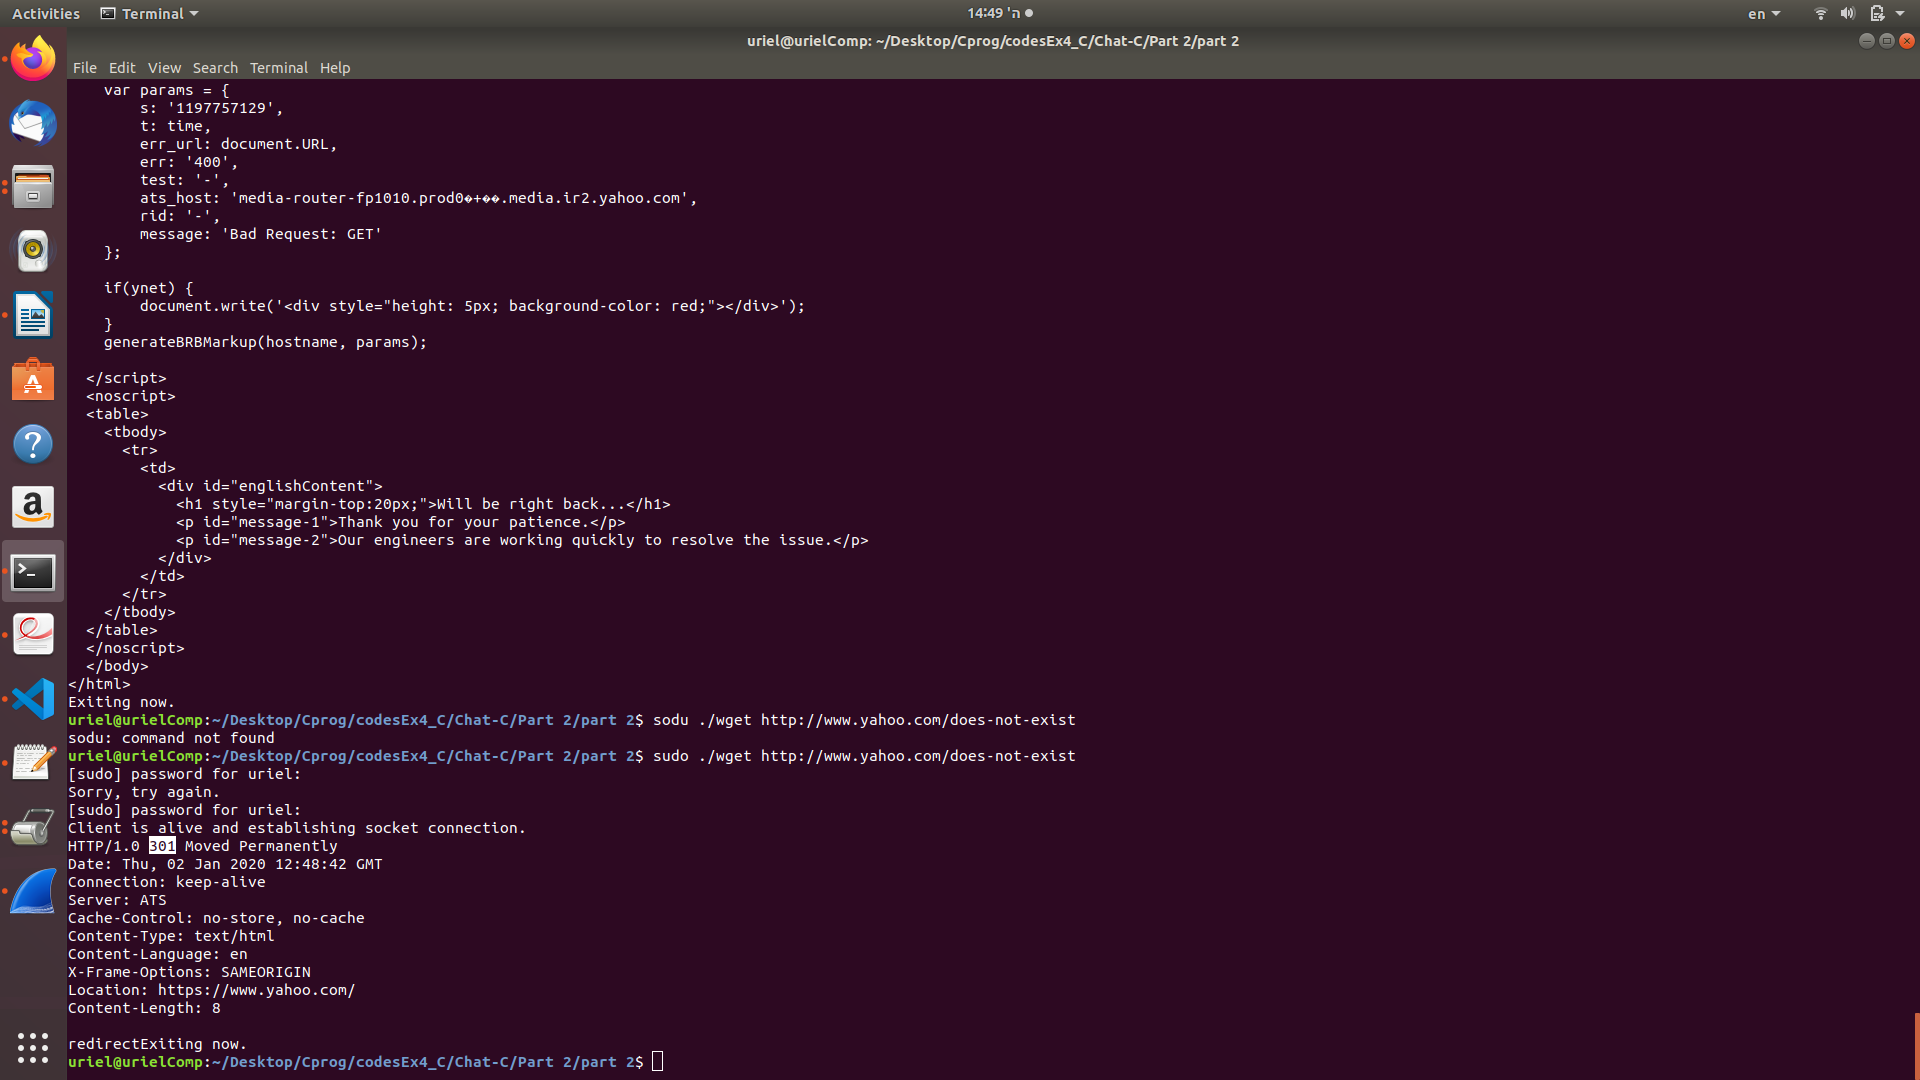 Activities Terminal 14:49 'ה en
uriel@urielComp: ~/Desktop/Cprog/codesEx4_C/Chat-C/Part 2/part 2
File Edit View Search Terminal Help
    var params = {
        s: '1197757129',
        t: time,
        err_url: document.URL,
        err: '400',
        test: '-',
        ats_host: 'media-router-fp1010.prod0�+��.media.ir2.yahoo.com',
        rid: '-',
        message: 'Bad Request: GET'
    };
    if(ynet) {
        document.write('<div style="height: 5px; background-color: red;"></div>');
    }
    generateBRBMarkup(hostname, params);
  </script>
  <noscript>
  <table>
    <tbody>
      <tr>
        <td>
          <div id="englishContent">
            <h1 style="margin-top:20px;">Will be right back...</h1>
            <p id="message-1">Thank you for your patience.</p>
            <p id="message-2">Our engineers are working quickly to resolve the issue.</p>
          </div>
        </td>
      </tr>
    </tbody>
  </table>
  </noscript>
  </body>
</html>
Exiting now.
uriel@urielComp:~/Desktop/Cprog/codesEx4_C/Chat-C/Part 2/part 2$ sodu ./wget http://www.yahoo.com/does-not-exist
sodu: command not found
uriel@urielComp:~/Desktop/Cprog/codesEx4_C/Chat-C/Part 2/part 2$ sudo ./wget http://www.yahoo.com/does-not-exist
[sudo] password for uriel:
Sorry, try again.
[sudo] password for uriel:
Client is alive and establishing socket connection.
HTTP/1.0 301 Moved Permanently
Date: Thu, 02 Jan 2020 12:48:42 GMT
Connection: keep-alive
Server: ATS
Cache-Control: no-store, no-cache
Content-Type: text/html
Content-Language: en
X-Frame-Options: SAMEORIGIN
Location: https://www.yahoo.com/
Content-Length: 8
redirectExiting now.
uriel@urielComp:~/Desktop/Cprog/codesEx4_C/Chat-C/Part 2/part 2$